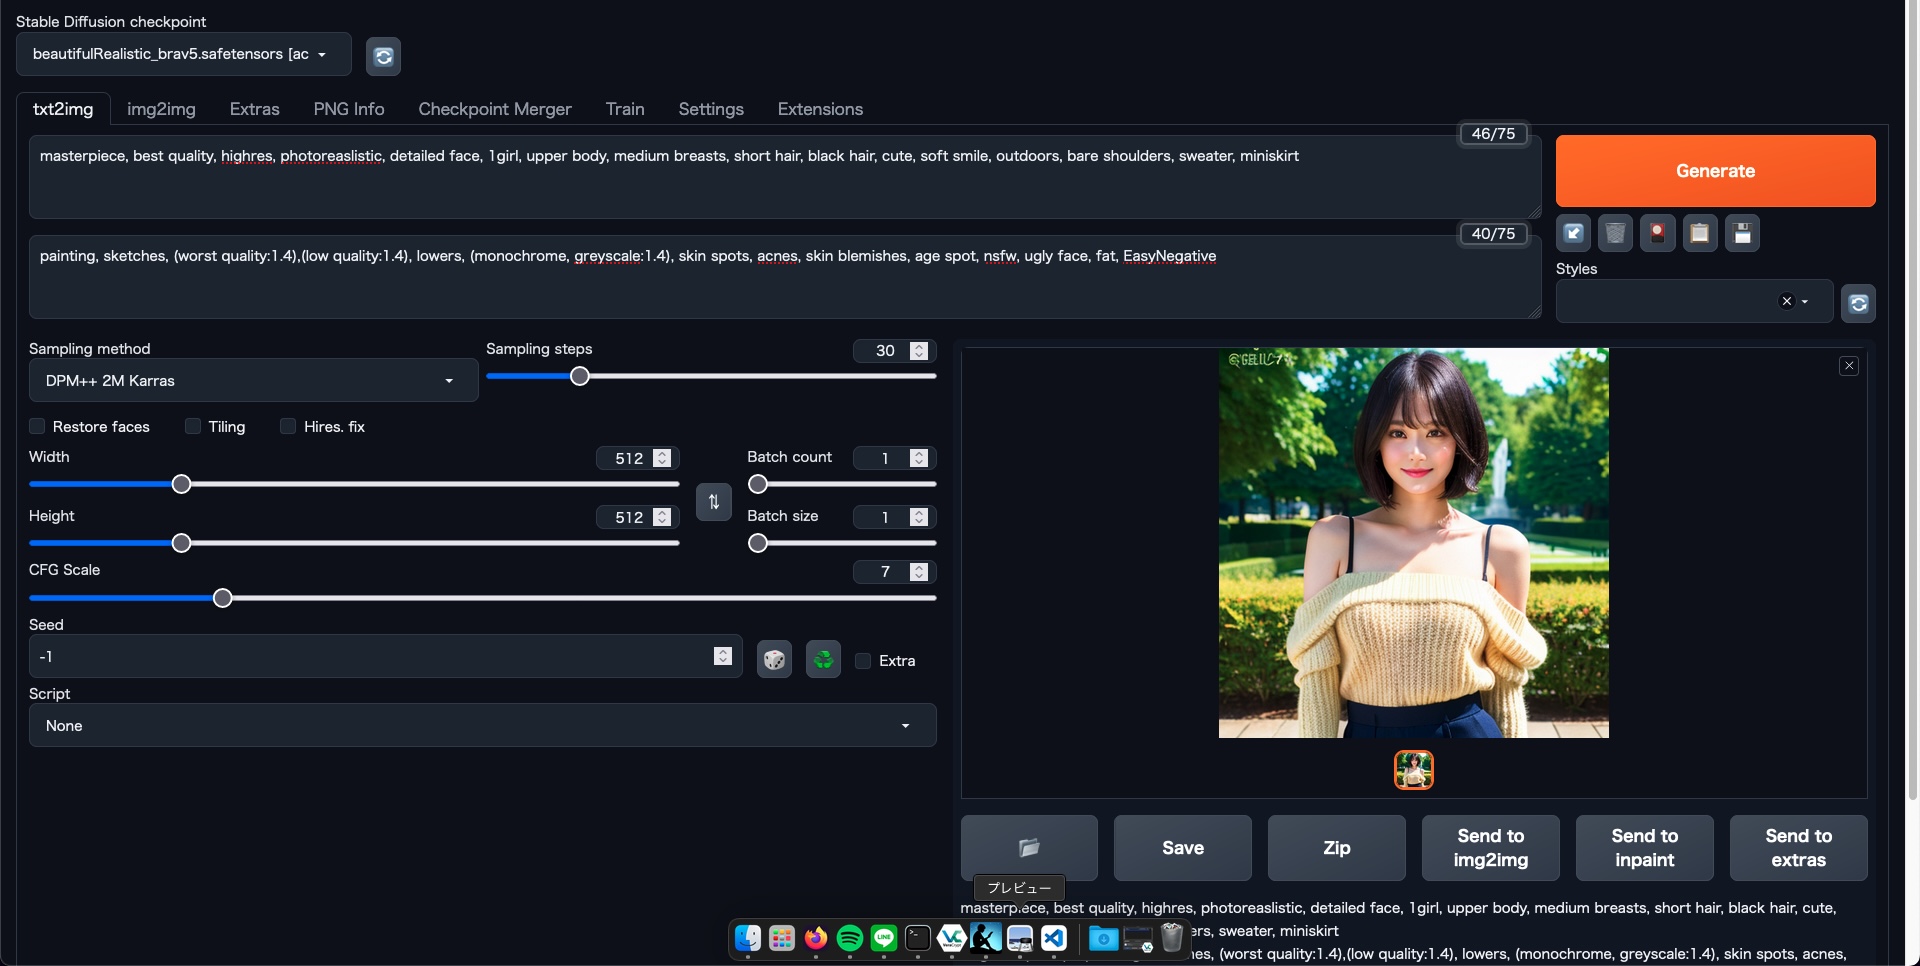 Stable Diffusion checkpoint
beautifulRealistic_brav5.safetensors [ac
txt2img img2img Extras PNG Info Checkpoint Merger Train Settings Extensions
46/75
masterpiece, best quality, highres, photoreaslistic, detailed face, 1girl, upper body, medium breasts, short hair, black hair, cute, soft smile, outdoors, bare shoulders, sweater, miniskirt
Generate
40/75
painting, sketches, (worst quality:1.4),(low quality:1.4), lowers, (monochrome, greyscale:1.4), skin spots, acnes, skin blemishes, age spot, nsfw, ugly face, fat, EasyNegative
Styles
Sampling method
DPM++ 2M Karras
Sampling steps
30
Restore faces Tiling Hires. fix
Width
512
Batch count
1
Height
512
Batch size
1
CFG Scale
7
Seed
-1
Extra
Script
None
Save
Zip
Send to
img2img
Send to
inpaint
Send to
extras
プレビュー
masterpiece, best quality, highres, photoreaslistic, detailed face, 1girl, upper body, medium breasts, short hair, black hair, cute,
ers, sweater, miniskirt
nes, (worst quality:1.4),(low quality:1.4), lowers, (monochrome, greyscale:1.4), skin spots, acnes,
LINE